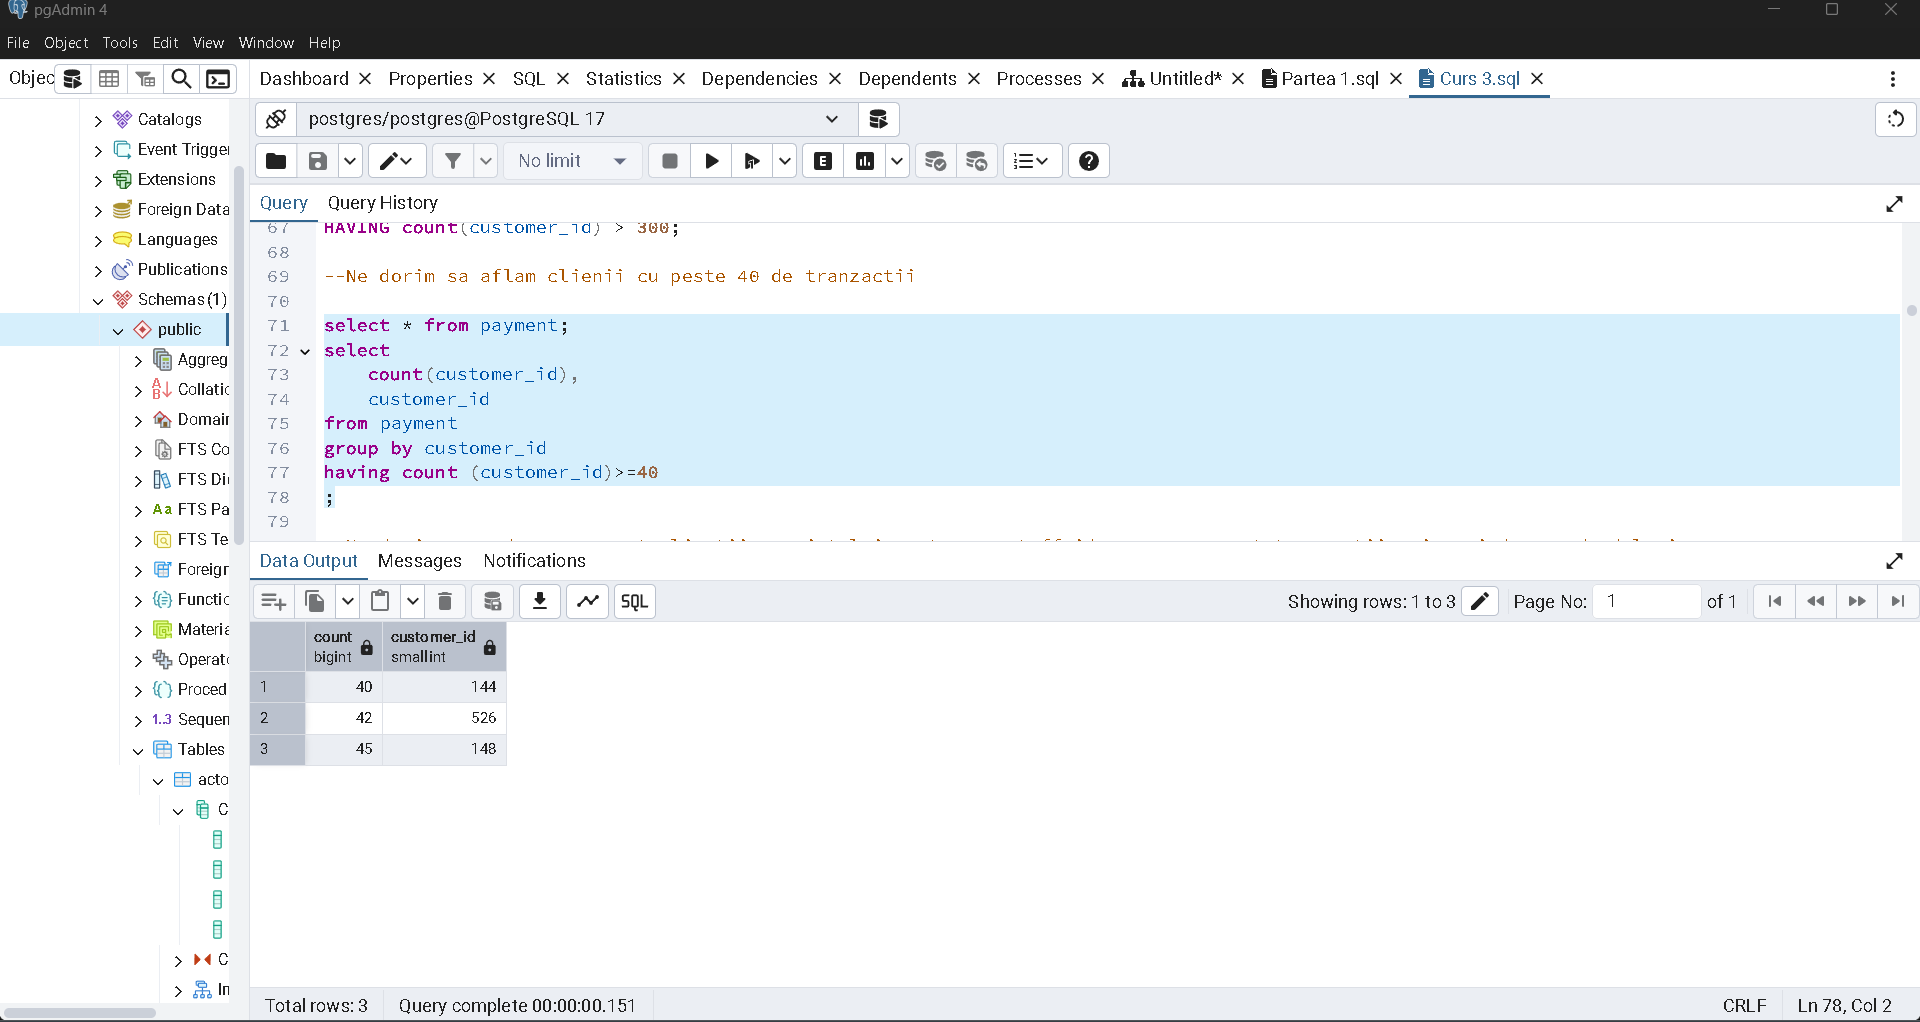 pgAdmin 4
File Object Tools Edit View Window Help
Objec
Dashboard Properties SQL Statistics Dependencies Dependents Processes Untitled* Partea 1.sql Curs 3.sql
Catalogs
Event Trigge
Extensions
Foreign Data
Languages
Publications
Schemas (1)
public
Aggreg
Collatic
Domair
FTS Co
FTS Di
Aa FTS Pa
FTS Te
Foreigr
Functic
Materia
Operat
Proced
1..3 Sequen
Tables
acto
C
C
In
postgres/postgres@PostgreSQL 17
No limit
E
Query Query History
67 HAVING count(customer_id) > 300;
68
69 --Ne dorim sa aflam clienii cu peste 40 de tranzactii
70
71 select * from payment;
72 select
73 count(customer_id),
74 customer_id
75 from payment
76 group by customer_id
77 having count (customer_id)>=40
78 ;
79
Data Output Messages Notifications
SQL
Showing rows: 1 to 3 Page No: 1 of 1
count bigint customer_id smallint
1 40 144
2 42 526
3 45 148
Total rows: 3 Query complete 00:00:00.151 CRLF Ln 78, Col 2